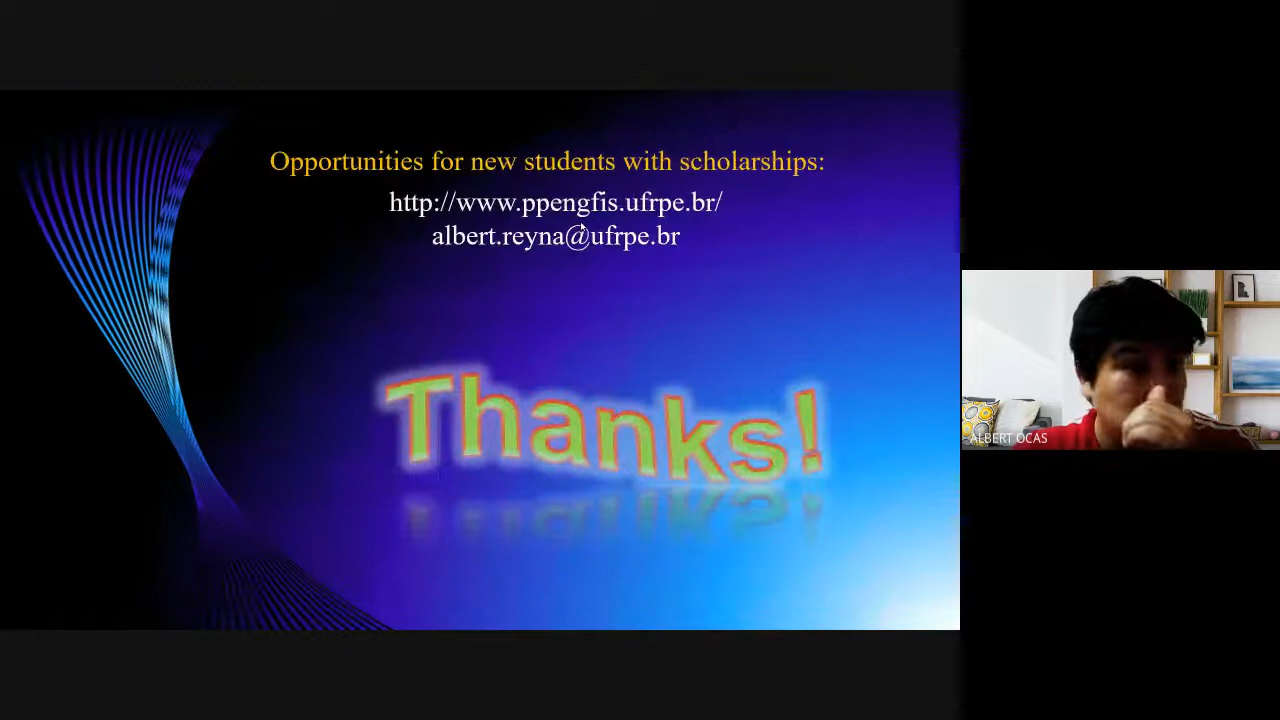 Opportunities for new students with scholarships:
http://www.ppengfis.ufrpe.br/
albert.reyna@ufrpe.br
Thanks!
ALBERT OCAS